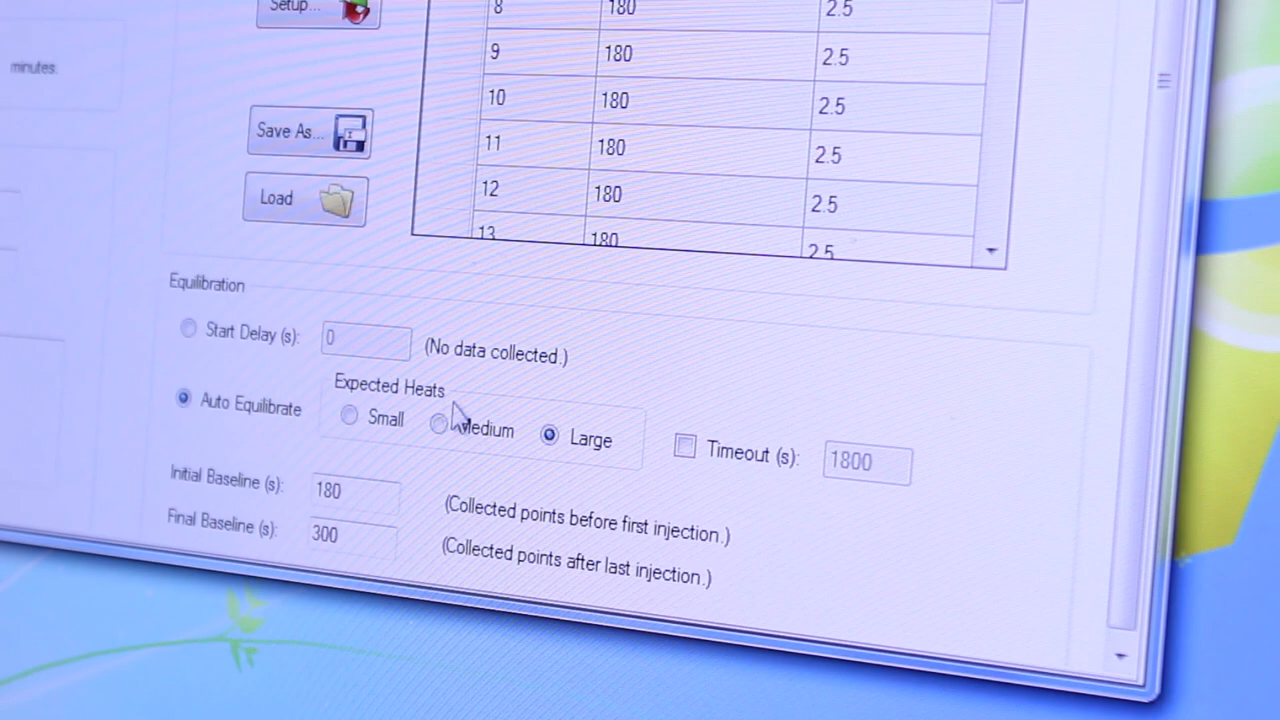 Setup...
8 180 2.5
minutes.
9 180 2.5
10 180 2.5
Save As...
11 180 2.5
Load
12 180 2.5
13 180 2.5
Equilibration
Start Delay (s): 0 (No data collected.)
Expected Heats
Auto Equilibrate Small Medium Large Timeout (s): 1800
Initial Baseline (s): 180 (Collected points before first injection.)
Final Baseline (s): 300 (Collected points after last injection.)